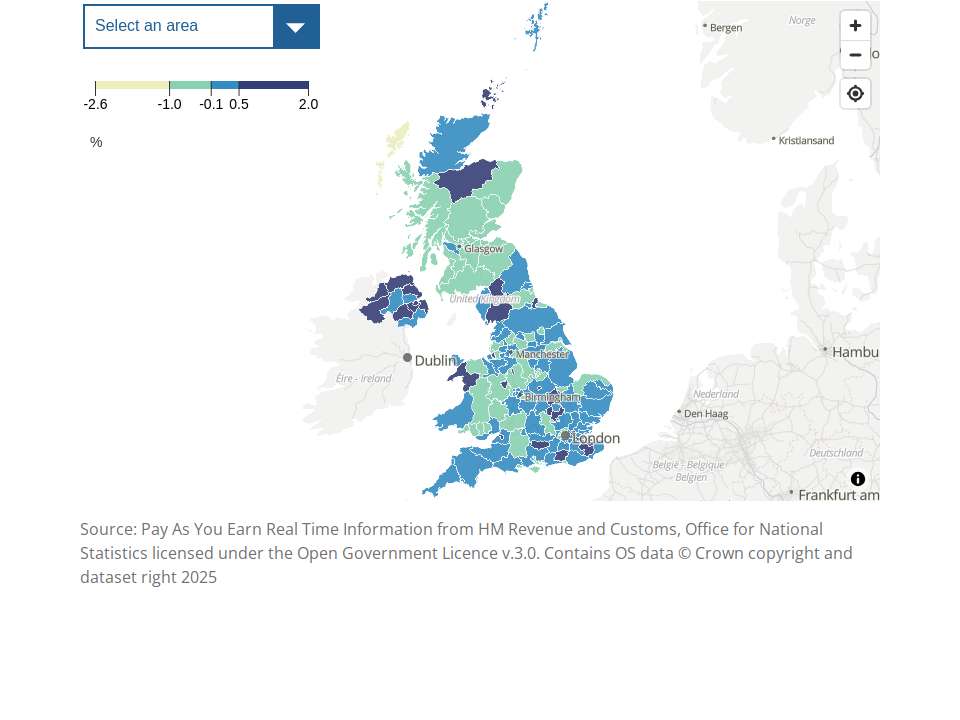 Select an area
-2.6 -1.0 -0.1 0.5 2.0
%
Bergen
Norge
Kristiansand
Glasgow
United Kingdom
Manchester
Dublin
Hambu
Éire - Ireland
Birmingham
Nederland
Den Haag
London
Deutschland
België - Belgique
Belgien
Frankfurt am
Source: Pay As You Earn Real Time Information from HM Revenue and Customs, Office for National
Statistics licensed under the Open Government Licence v.3.0. Contains OS data © Crown copyright and
dataset right 2025